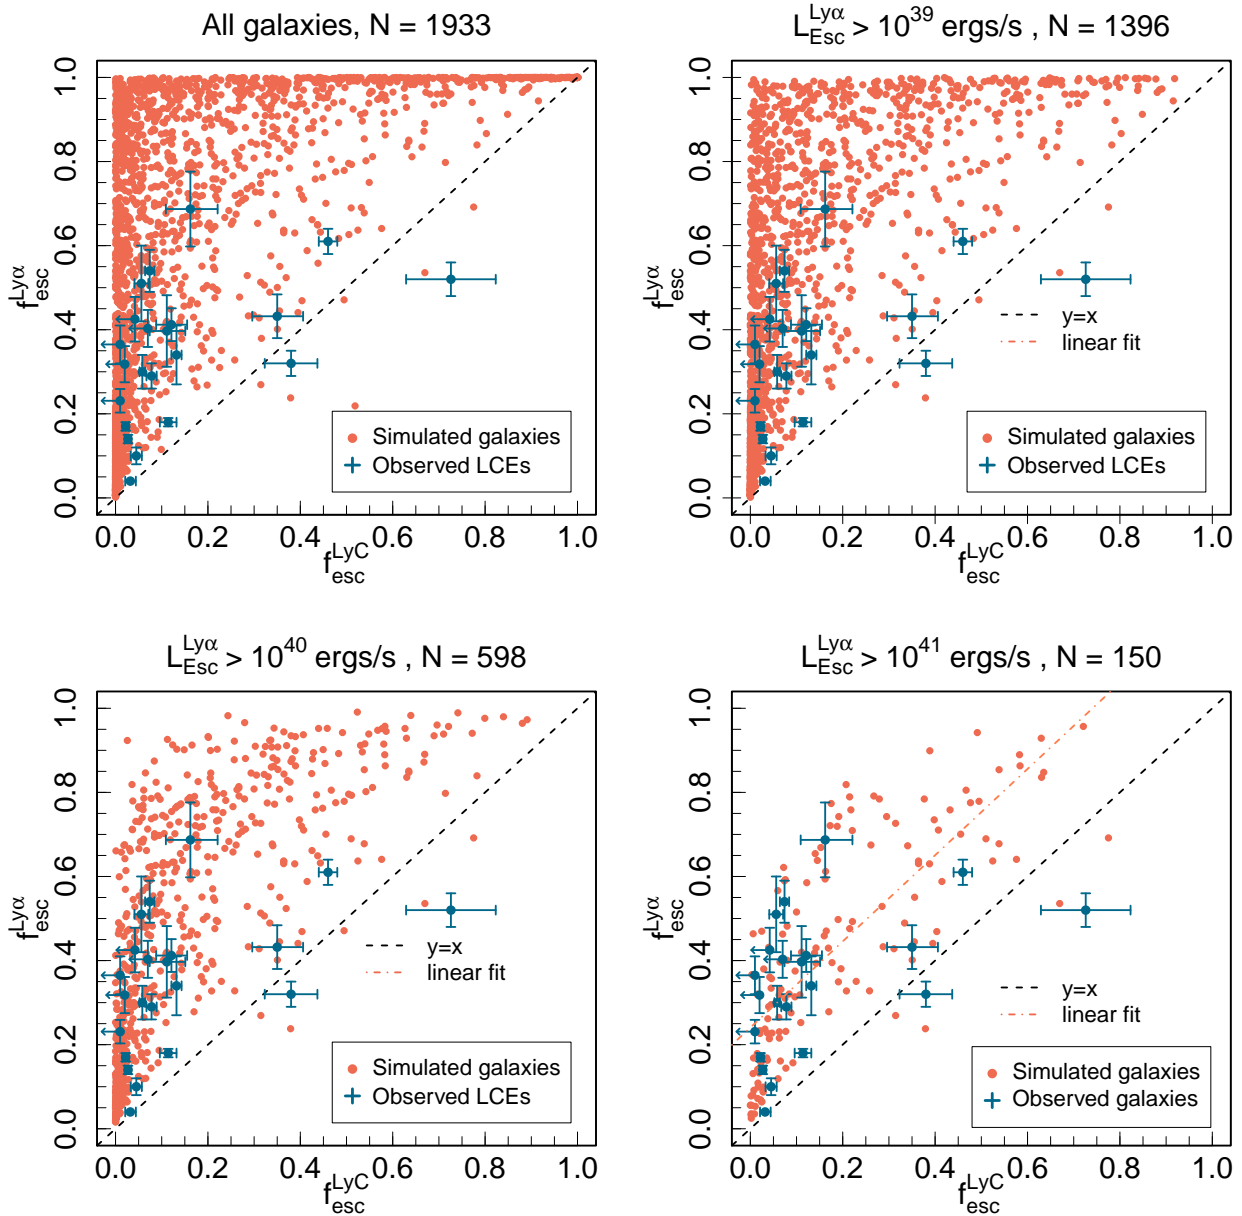 All galaxies, N = 1933
f_esc^Lyα
0.0 0.2 0.4 0.6 0.8 1.0
Simulated galaxies
Observed LCEs
0.0 0.2 0.4 0.6 0.8 1.0
f_esc^LyC
L_Esc^Lyα > 10^39 ergs/s , N = 1396
f_esc^Lyα
0.0 0.2 0.4 0.6 0.8 1.0
y=x
linear fit
Simulated galaxies
Observed LCEs
0.0 0.2 0.4 0.6 0.8 1.0
f_esc^LyC
L_Esc^Lyα > 10^40 ergs/s , N = 598
f_esc^Lyα
0.0 0.2 0.4 0.6 0.8 1.0
y=x
linear fit
Simulated galaxies
Observed LCEs
0.0 0.2 0.4 0.6 0.8 1.0
f_esc^LyC
L_Esc^Lyα > 10^41 ergs/s , N = 150
f_esc^Lyα
0.0 0.2 0.4 0.6 0.8 1.0
y=x
linear fit
Simulated galaxies
Observed galaxies
0.0 0.2 0.4 0.6 0.8 1.0
f_esc^LyC